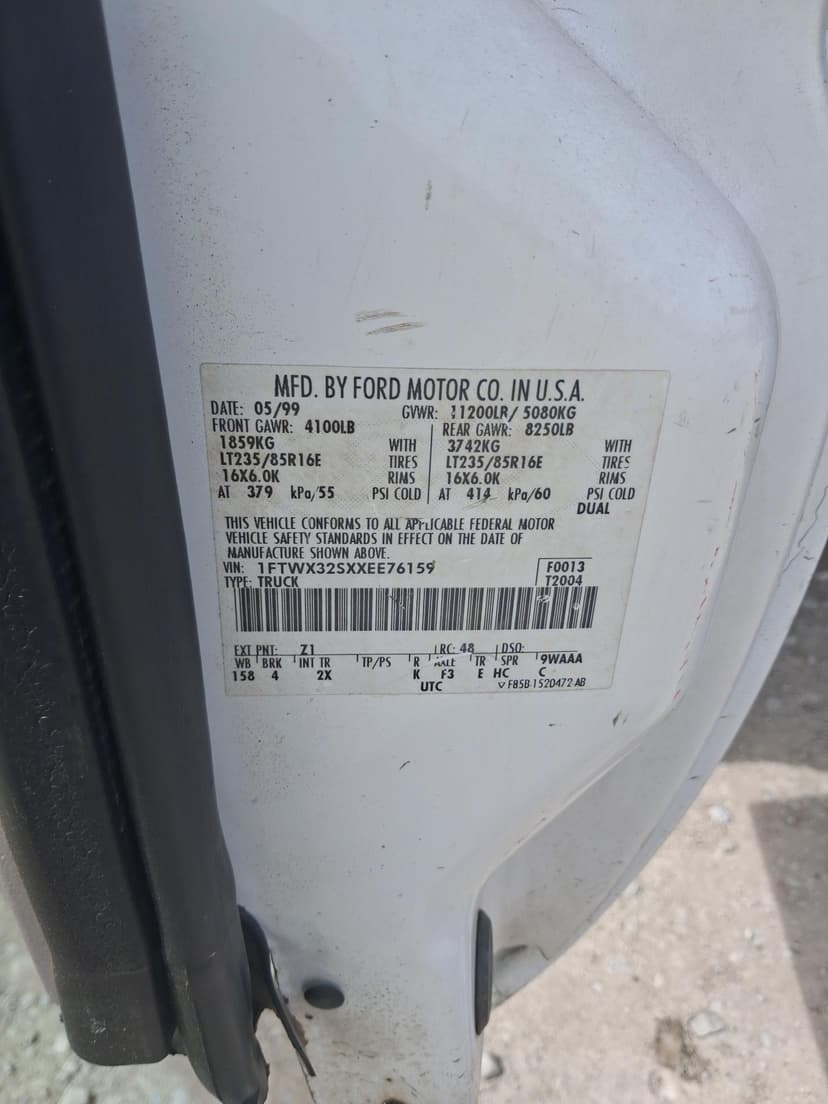 MFD. BY FORD MOTOR CO. IN U.S.A.
DATE: 05/99 GVWR: 11200LB/ 5080KG
FRONT GAWR: 4100LB REAR GAWR: 8250LB
1859KG WITH 3742KG WITH
LT235/85R16E TIRES LT235/85R16E TIRES
16X6.0K RIMS 16X6.0K RIMS
AT 379 kPa/55 PSI COLD AT 414 kPa/60 PSI COLD
DUAL
THIS VEHICLE CONFORMS TO ALL APPLICABLE FEDERAL MOTOR
VEHICLE SAFETY STANDARDS IN EFFECT ON THE DATE OF
MANUFACTURE SHOWN ABOVE.
VIN: 1FTWX32SXXEE76159 F0013
TYPE: TRUCK T2004
EXT PNT: Z1 RC: 48 DSO:
WB BRK INT TR TP/PS R AXLE TR SPR 9WAAA
158 4 2X K F3 E HC C
UTC F85B 1520472 AB